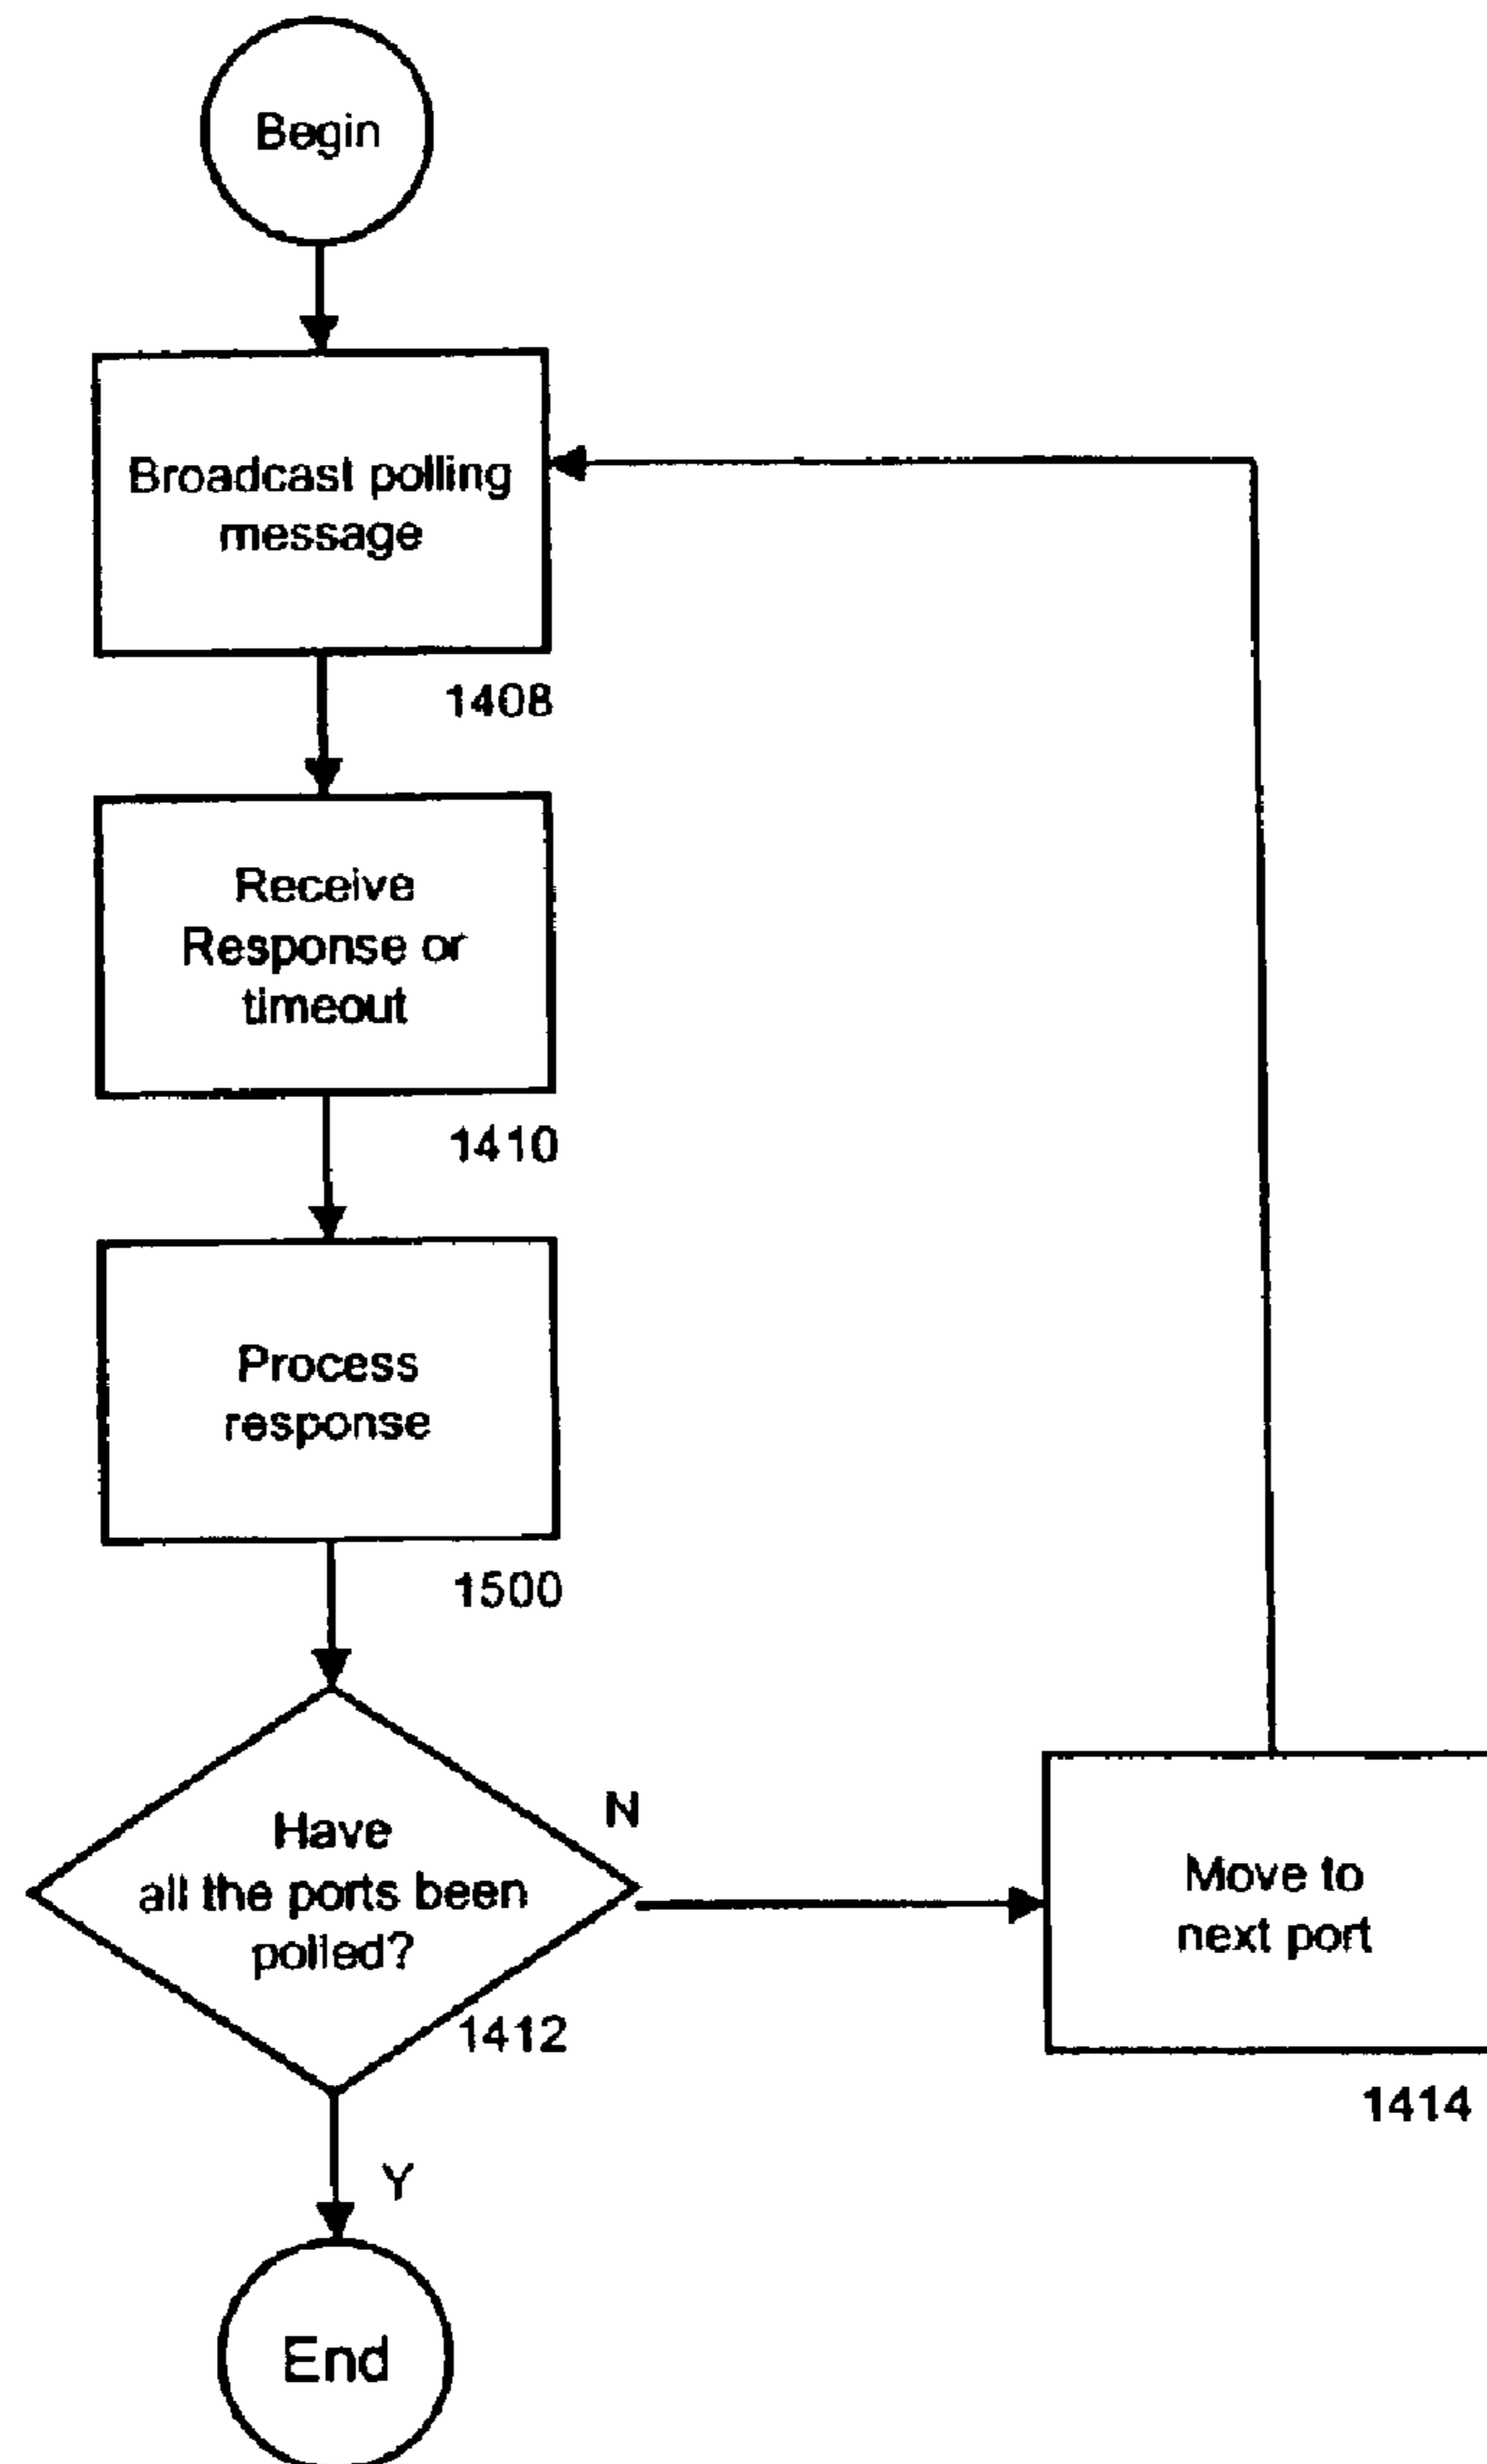 Begin
Broadcast polling
message
1408
Receive
Response or
timeout
1410
Process
response
1500
Have
all the ports been
polled?
N
1412
Move to
next port
1414
Y
End